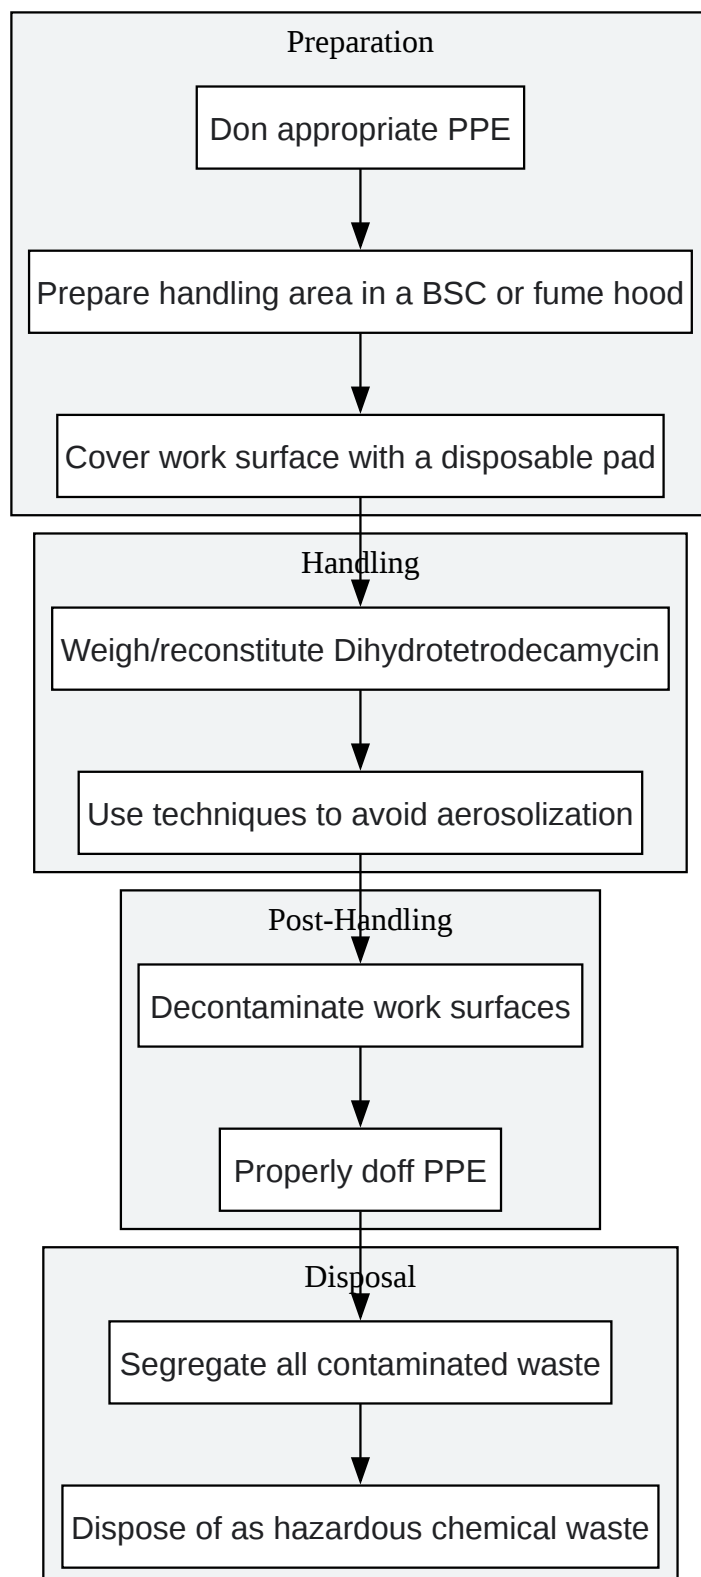 Preparation
Don appropriate PPE
Prepare handling area in a BSC or fume hood
Cover work surface with a disposable pad
Handling
Weigh/reconstitute Dihydrotetrodecamycin
Use techniques to avoid aerosolization
Post-Handling
Decontaminate work surfaces
Properly doff PPE
Disposal
Segregate all contaminated waste
Dispose of as hazardous chemical waste